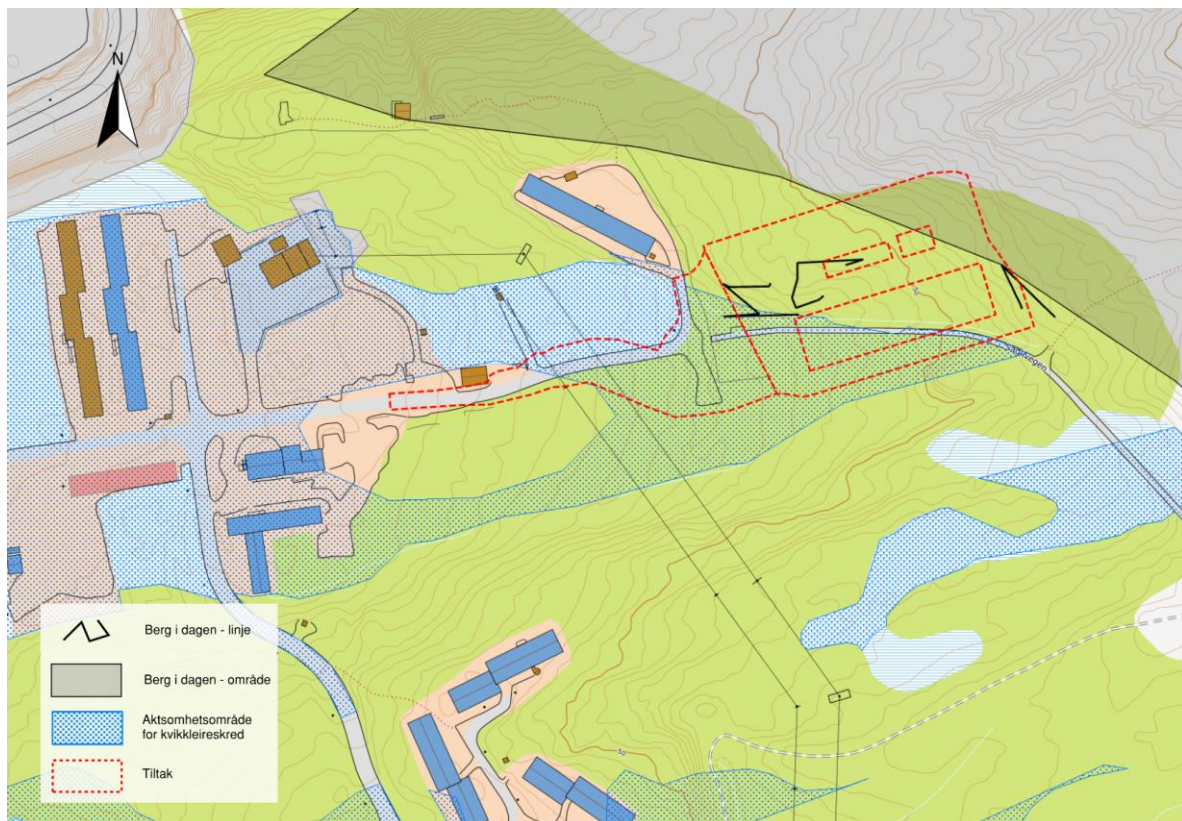 N
Berg i dagen - linje
Berg i dagen - område
Aktsomhetsområde
for kvikkleireskred
Tiltak